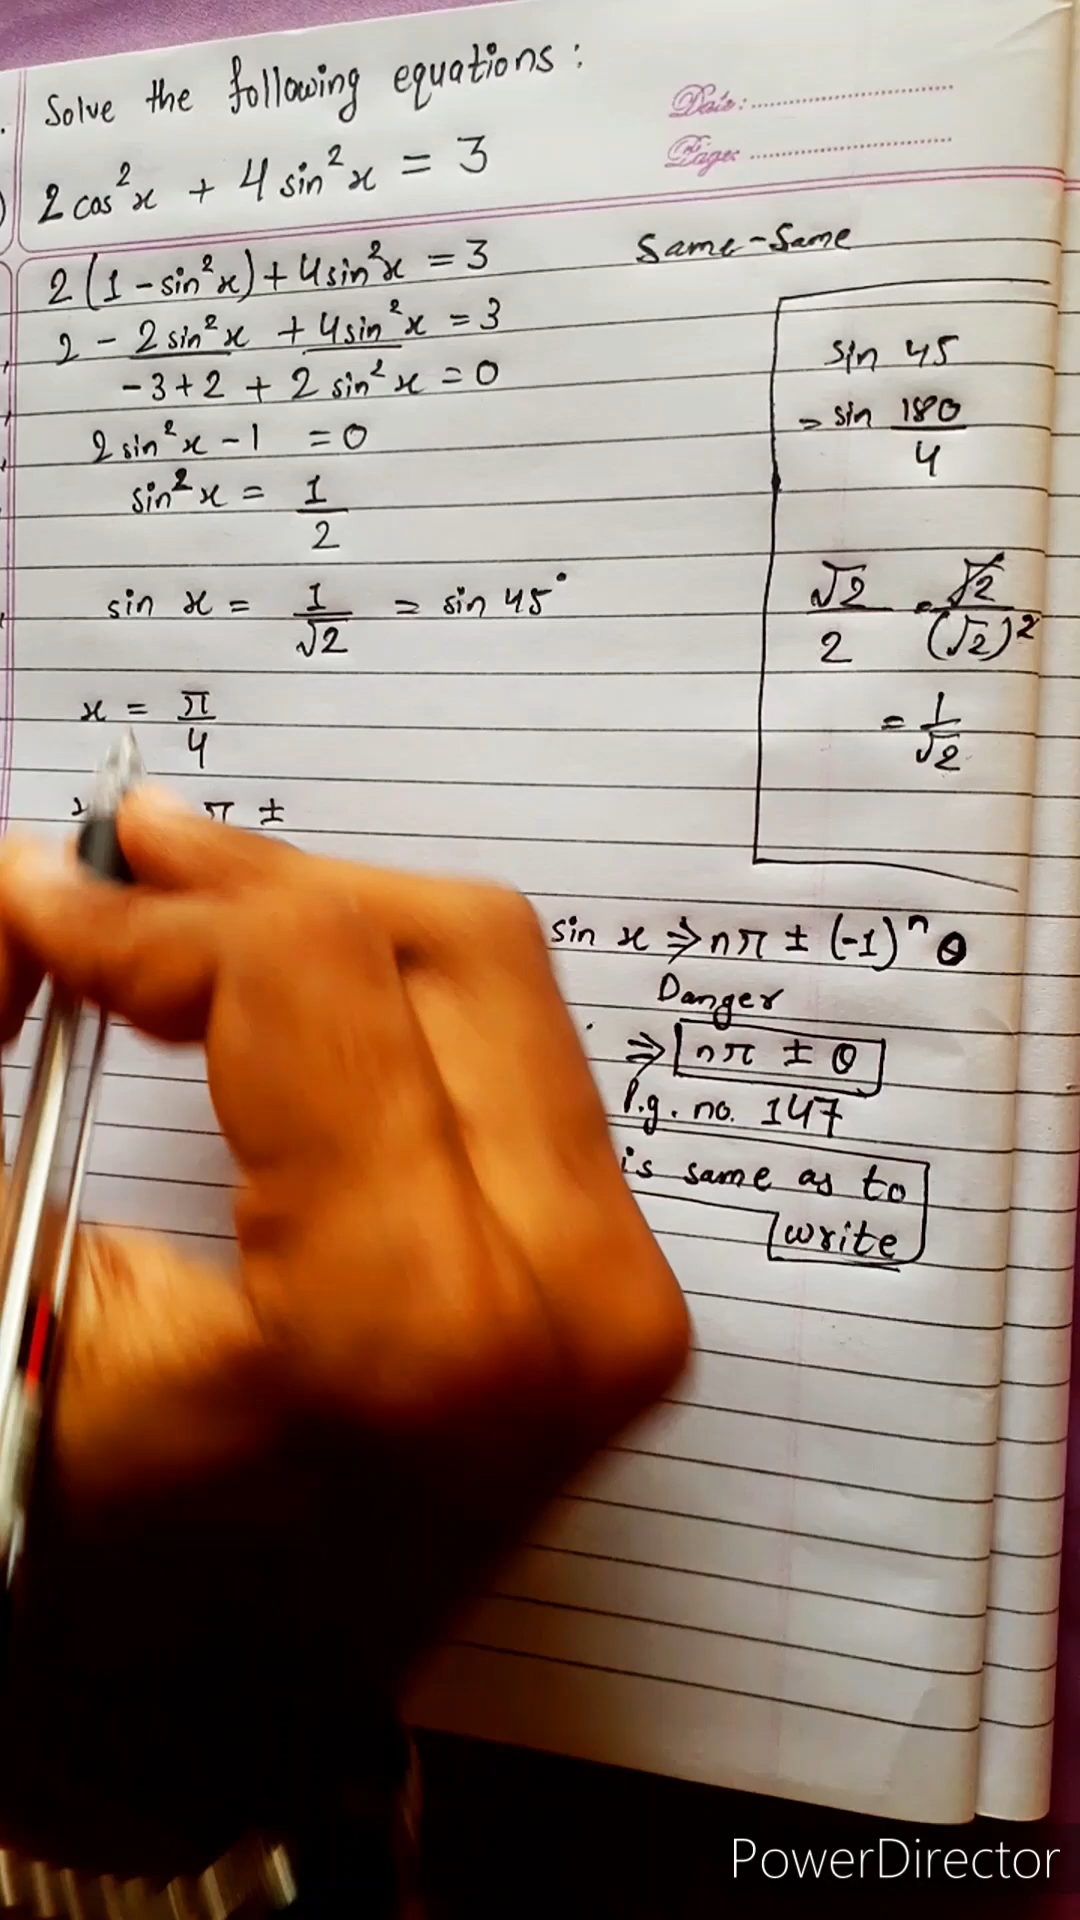 Solve the following equations:
Date:
Page:
2 cos²x + 4 sin²x = 3
2(1 - sin²x) + 4sin²x = 3
2 - 2 sin²x + 4sin²x = 3
-3 + 2 + 2 sin²x = 0
2 sin²x - 1 = 0
sin²x = 1/2
sin x = 1/√2 = sin 45°
x = π/4
π ±
Same-Same
sin 45
= sin 180/4
√2/2 = √2/(√2)²
= 1/√2
sin x ⇒ nπ ± (-1)ⁿ θ
Danger
⇒ nπ ± θ
P.g. no. 147
is same as to
write
PowerDirector